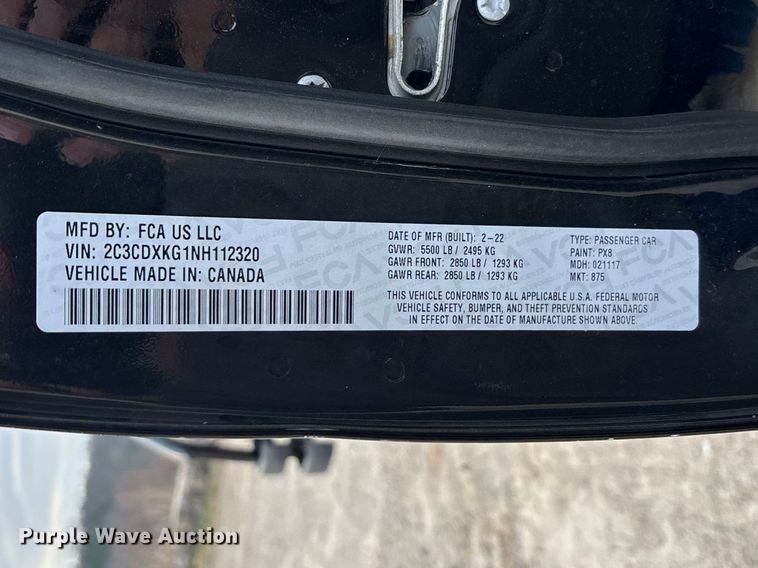 MFD BY: FCA US LLC
VIN: 2C3CDXKG1NH112320
VEHICLE MADE IN: CANADA
DATE OF MFR (BUILT): 2-22
GVWR: 5500 LB / 2495 KG
GAWR FRONT: 2850 LB / 1293 KG
GAWR REAR: 2850 LB / 1293 KG
TYPE: PASSENGER CAR
PAINT: PX8
MDH: 021117
MKT: 875
THIS VEHICLE CONFORMS TO ALL APPLICABLE U.S.A. FEDERAL MOTOR
VEHICLE SAFETY, BUMPER, AND THEFT PREVENTION STANDARDS
IN EFFECT ON THE DATE OF MANUFACTURE SHOWN ABOVE.
Purple Wave Auction